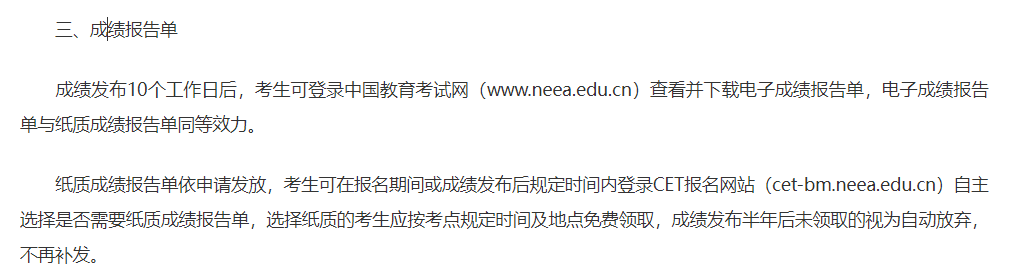 三、成绩报告单
成绩发布10个工作日后，考生可登录中国教育考试网（www.neea.edu.cn）查看并下载电子成绩报告单，电子成绩报告
单与纸质成绩报告单同等效力。
纸质成绩报告单依申请发放，考生可在报名期间或成绩发布后规定时间内登录CET报名网站（cet-bm.neea.edu.cn）自主
选择是否需要纸质成绩报告单，选择纸质的考生应按考点规定时间及地点免费领取，成绩发布半年后未领取的视为自动放弃，
不再补发。